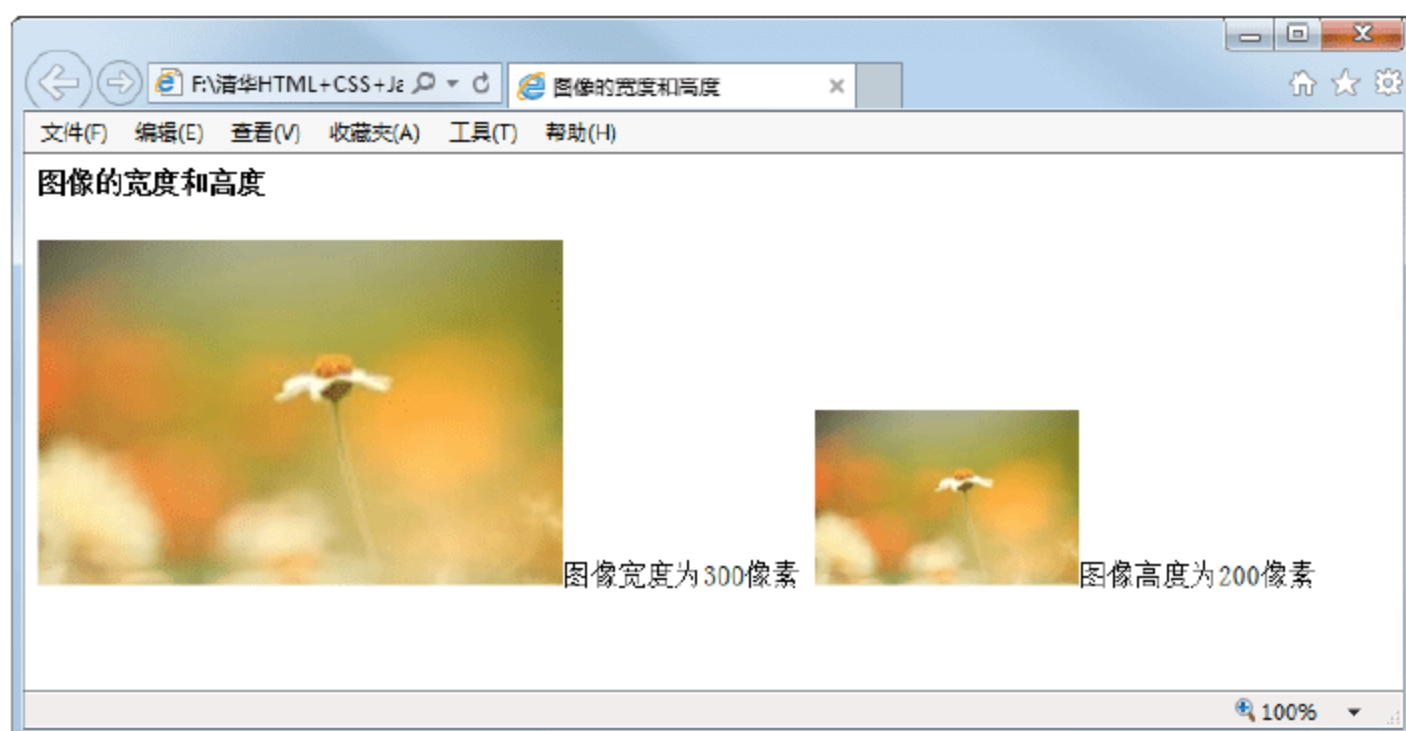 F:\清华HTML+CSS+Ja
图像的宽度和高度
文件(F) 编辑(E) 查看(V) 收藏夹(A) 工具(T) 帮助(H)
图像的宽度和高度
图像宽度为300像素 图像高度为200像素
100%